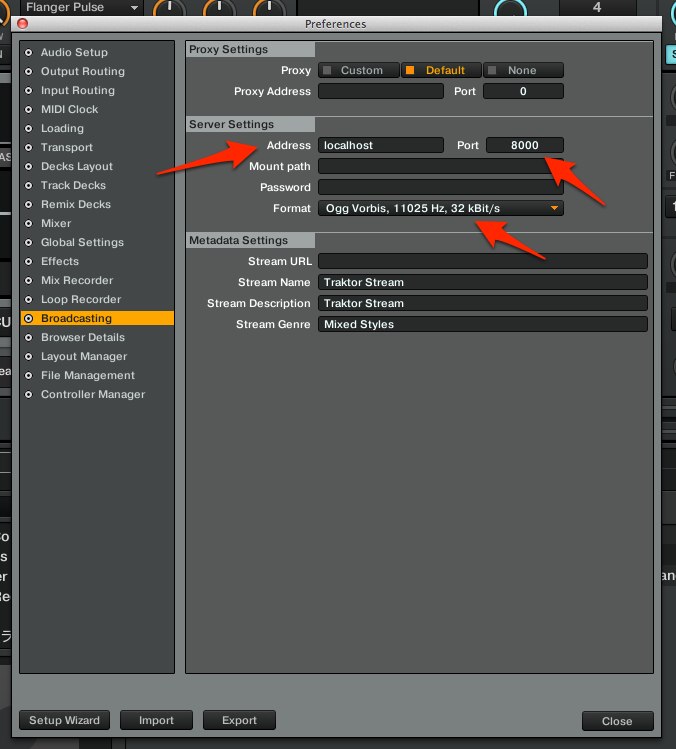 Flanger Pulse
4
Preferences
Audio Setup
Output Routing
Input Routing
MIDI Clock
Loading
Transport
Decks Layout
Track Decks
Remix Decks
Mixer
Global Settings
Effects
Mix Recorder
Loop Recorder
Broadcasting
Browser Details
Layout Manager
File Management
Controller Manager
Proxy Settings
Proxy Custom Default None
Proxy Address Port 0
Server Settings
Address localhost Port 8000
Mount path
Password
Format Ogg Vorbis, 11025 Hz, 32 kBit/s
Metadata Settings
Stream URL
Stream Name Traktor Stream
Stream Description Traktor Stream
Stream Genre Mixed Styles
Setup Wizard Import Export Close